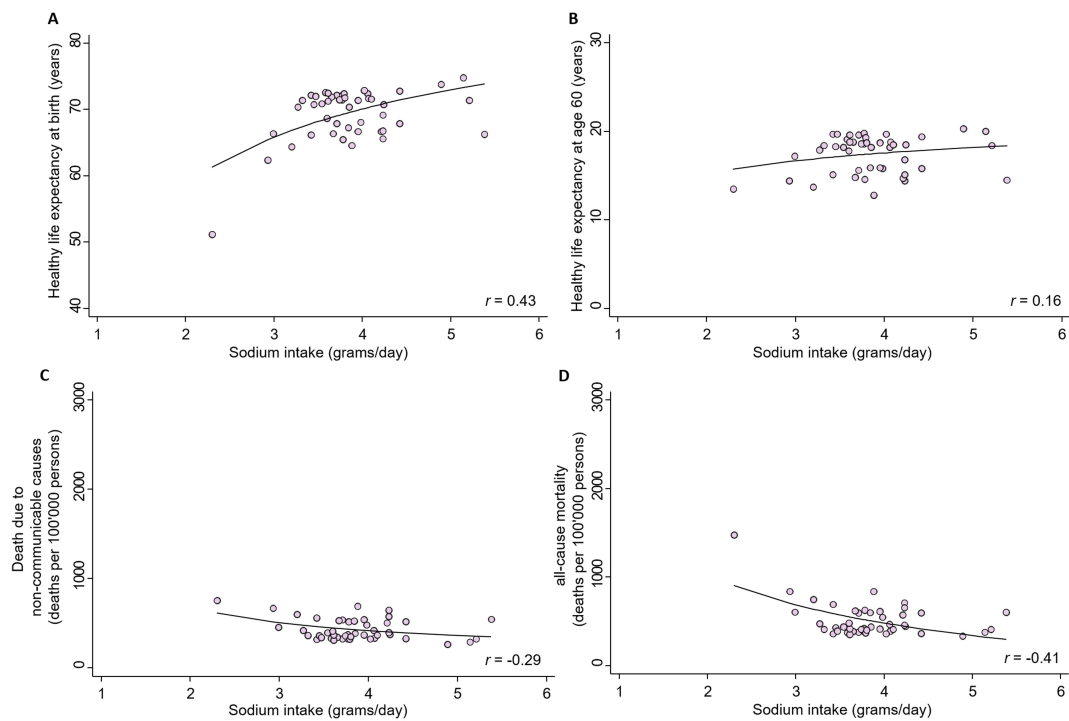 A
Healthy life expectancy at birth (years)
80
70
60
50
40
r = 0.43
1 2 3 4 5 6
Sodium intake (grams/day)
B
Healthy life expectancy at age 60 (years)
30
20
10
0
r = 0.16
1 2 3 4 5 6
Sodium intake (grams/day)
C
Death due to
non-communicable causes
(deaths per 100'000 persons)
3000
2000
1000
0
r = -0.29
1 2 3 4 5 6
Sodium intake (grams/day)
D
all-cause mortality
(deaths per 100'000 persons)
3000
2000
1000
0
r = -0.41
1 2 3 4 5 6
Sodium intake (grams/day)